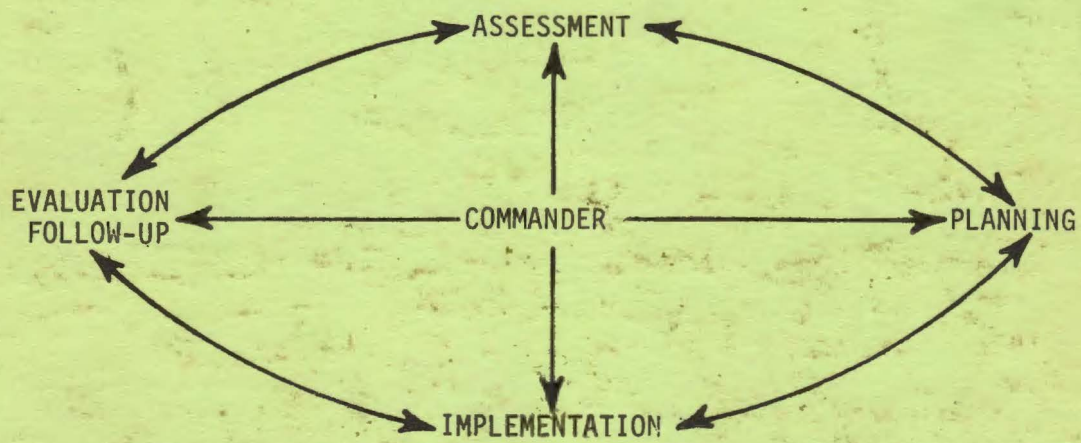 ASSESSMENT
EVALUATION
FOLLOW-UP
COMMANDER
PLANNING
IMPLEMENTATION